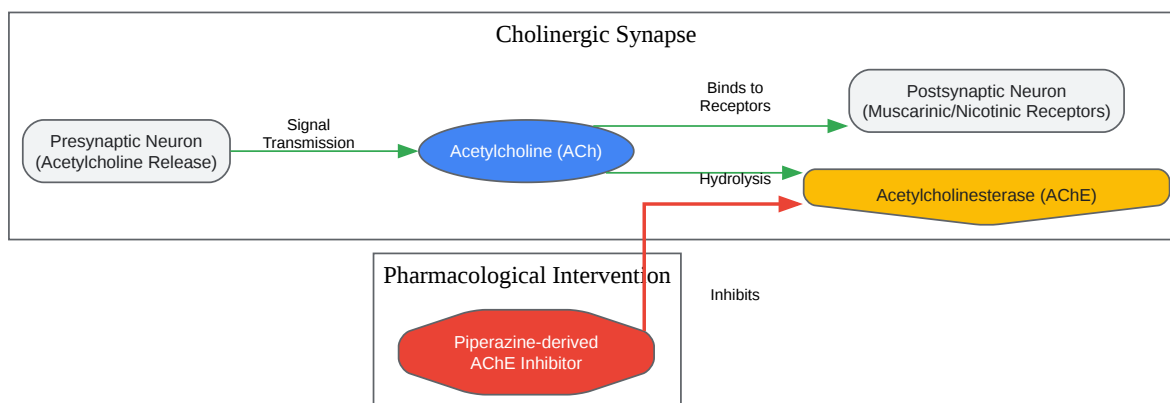 Cholinergic Synapse
Presynaptic Neuron
(Acetylcholine Release)
Signal
Transmission
Acetylcholine (ACh)
Binds to
Receptors
Postsynaptic Neuron
(Muscarinic/Nicotinic Receptors)
Hydrolysis
Acetylcholinesterase (AChE)
Pharmacological Intervention
Inhibits
Piperazine-derived
AChE Inhibitor